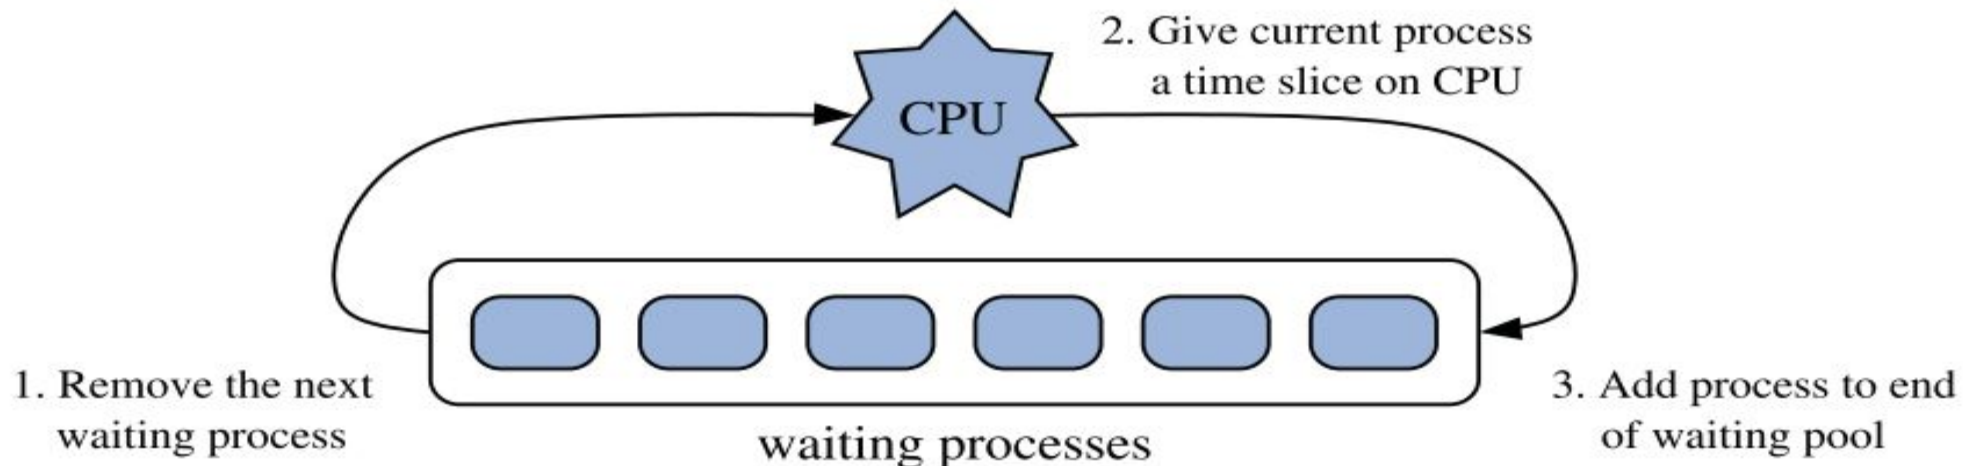 2. Give current process
a time slice on CPU
CPU
1. Remove the next
waiting process
waiting processes
3. Add process to end
of waiting pool